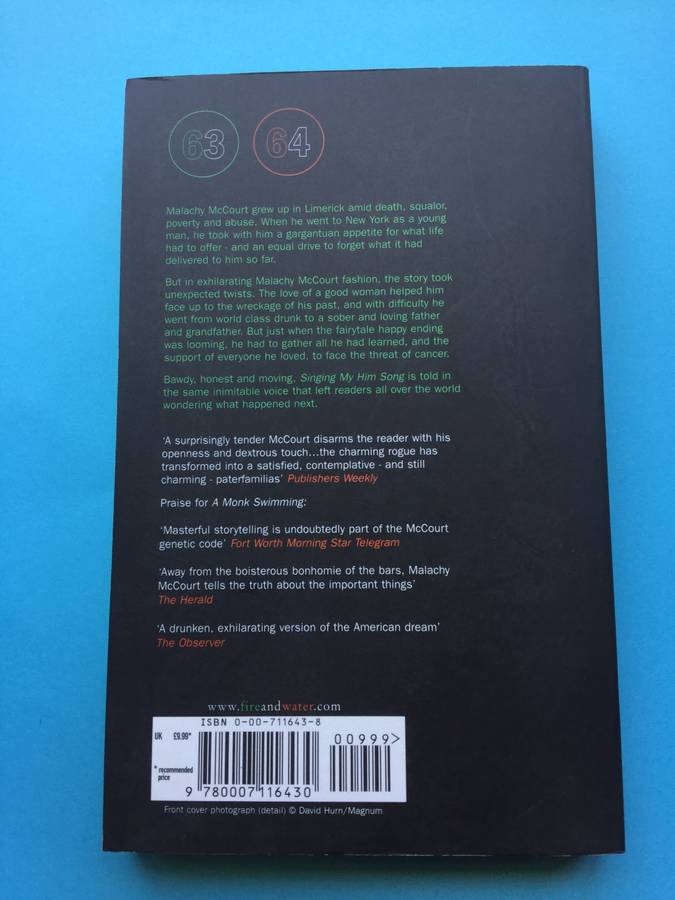 63 64
Malachy McCourt grew up in Limerick amid death, squalor,
poverty and abuse. When he went to New York as a young
man, he took with him a gargantuan appetite for what life
had to offer - and an equal drive to forget what it had
delivered to him so far.
But in exhilarating Malachy McCourt fashion, the story took
unexpected twists. The love of a good woman helped him
face up to the wreckage of his past, and with difficulty he
went from world class drunk to a sober and loving father
and grandfather. But just when the fairytale happy ending
was looming, he had to gather all he had learned, and the
support of everyone he loved, to face the threat of cancer.
Bawdy, honest and moving, Singing My Him Song is told in
the same inimitable voice that left readers all over the world
wondering what happened next.
‘A surprisingly tender McCourt disarms the reader with his
openness and dextrous touch...the charming rogue has
transformed into a satisfied, contemplative - and still
charming - paterfamilias’ Publishers Weekly
Praise for A Monk Swimming:
‘Masterful storytelling is undoubtedly part of the McCourt
genetic code’ Fort Worth Morning Star Telegram
‘Away from the boisterous bonhomie of the bars, Malachy
McCourt tells the truth about the important things’
The Herald
‘A drunken, exhilarating version of the American dream’
The Observer
www.fireandwater.com
ISBN 0-00-711643-8
UK £9.99*
00999>
* recommended
price
9 780007 116430
Front cover photograph (detail) © David Hurn/Magnum